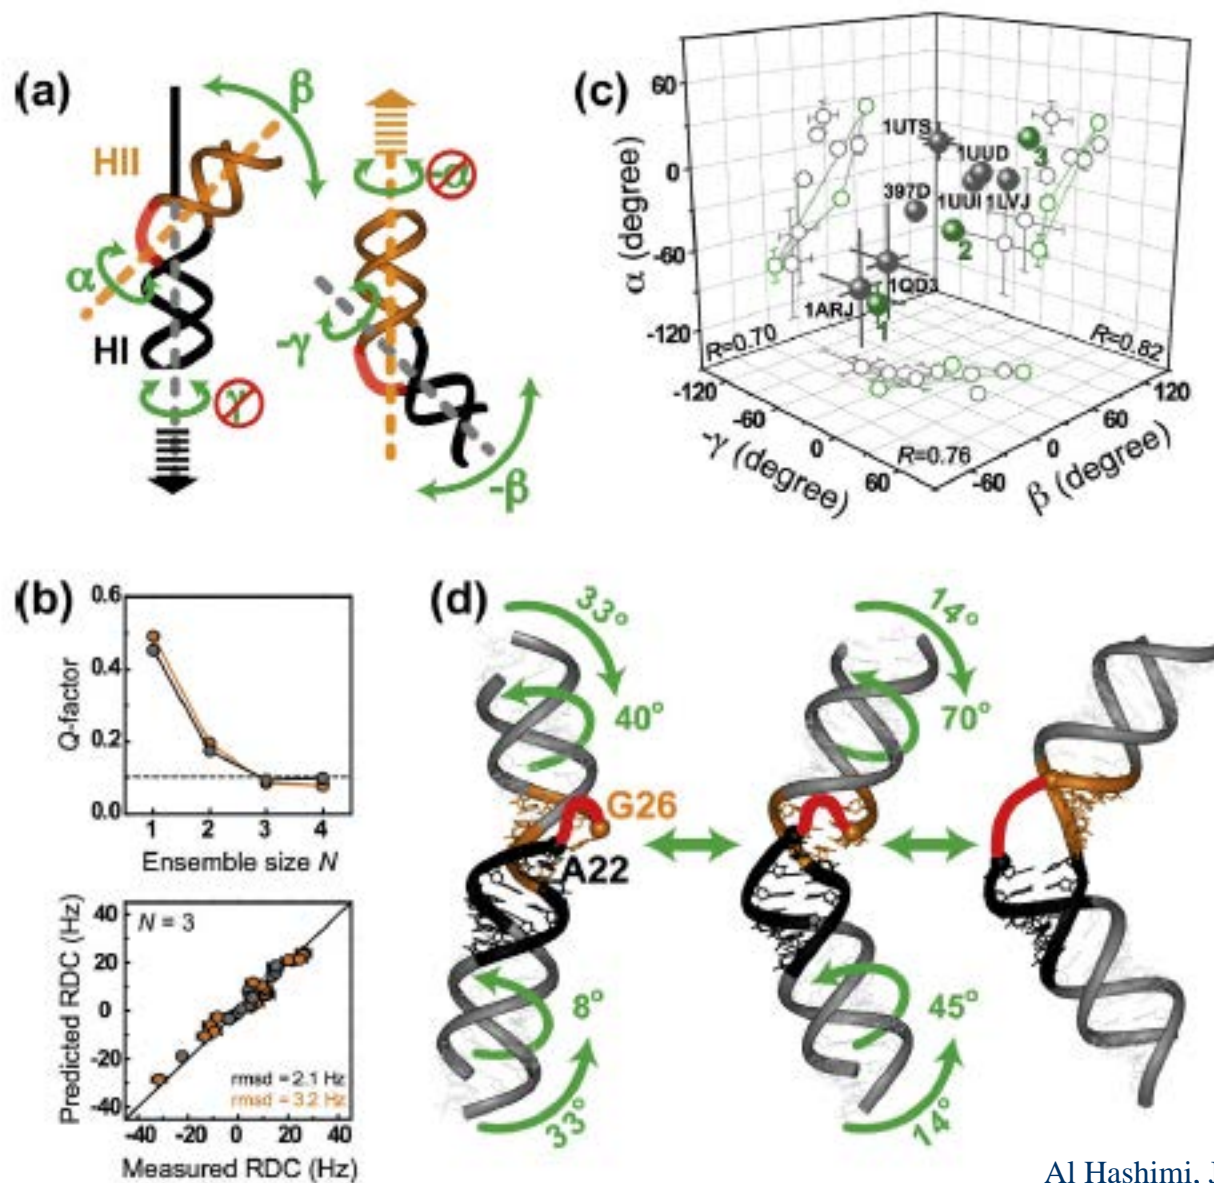 (a)
β
HII
α
HI
γ
-α
-γ
-β
(c)
α (degree)
60
0
-60
-120
1UTS
1UUD
3
397D
1UUI
1LVJ
2
1QD3
1ARJ
1
R=0.70
R=0.82
R=0.76
-120
-60
0
60
-γ (degree)
-60
0
60
120
β (degree)
(b)
Q-factor
0.6
0.4
0.2
0.0
1 2 3 4
Ensemble size N
Predicted RDC (Hz)
40
20
0
-20
-40
N = 3
rmsd = 2.1 Hz
rmsd = 3.2 Hz
-40 -20 0 20 40
Measured RDC (Hz)
(d)
33°
40°
G26
A22
8°
33°
14°
70°
45°
14°
Al Hashimi, J